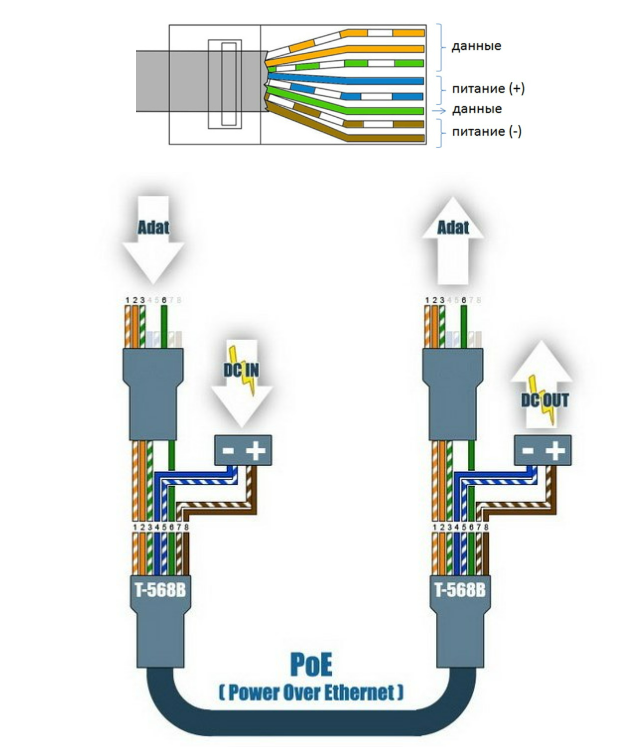 данные
питание (+)
данные
питание (-)
Adat
Adat
1 2 3 4 5 6 7 8
1 2 3 4 5 6 7 8
DC IN
DC OUT
- +
- +
1 2 3 4 5 6 7 8
1 2 3 4 5 6 7 8
T-568B
T-568B
PoE
( Power Over Ethernet )